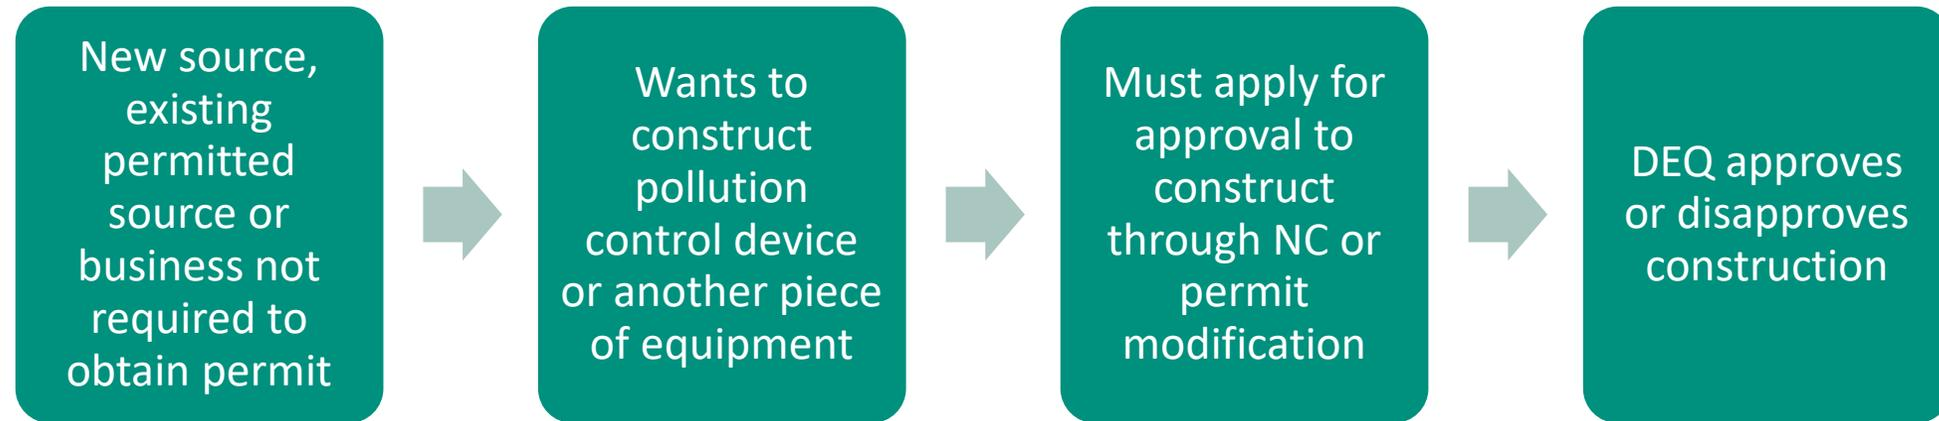 New source,
existing
permitted
source or
business not
required to
obtain permit
Wants to
construct
pollution
control device
or another piece
of equipment
Must apply for
approval to
construct
through NC or
permit
modification
DEQ approves
or disapproves
construction